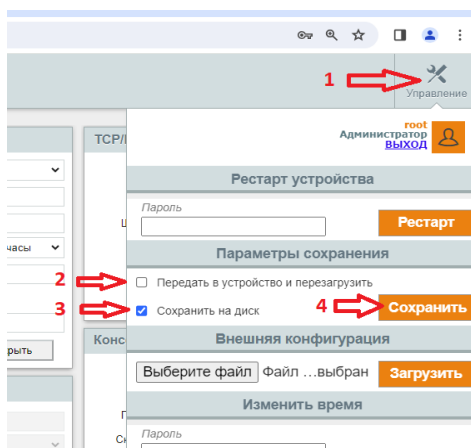 1
Управление
root
Администратор
ВЫХОД
TCP/
Рестарт устройства
Пароль
Рестарт
часы
Параметры сохранения
2
Передать в устройство и перезагрузить
3
Сохранить на диск
4
Сохранить
рыть
Конс
Внешняя конфигурация
Выберите файл Файл …выбран
Загрузить
Изменить время
Пароль